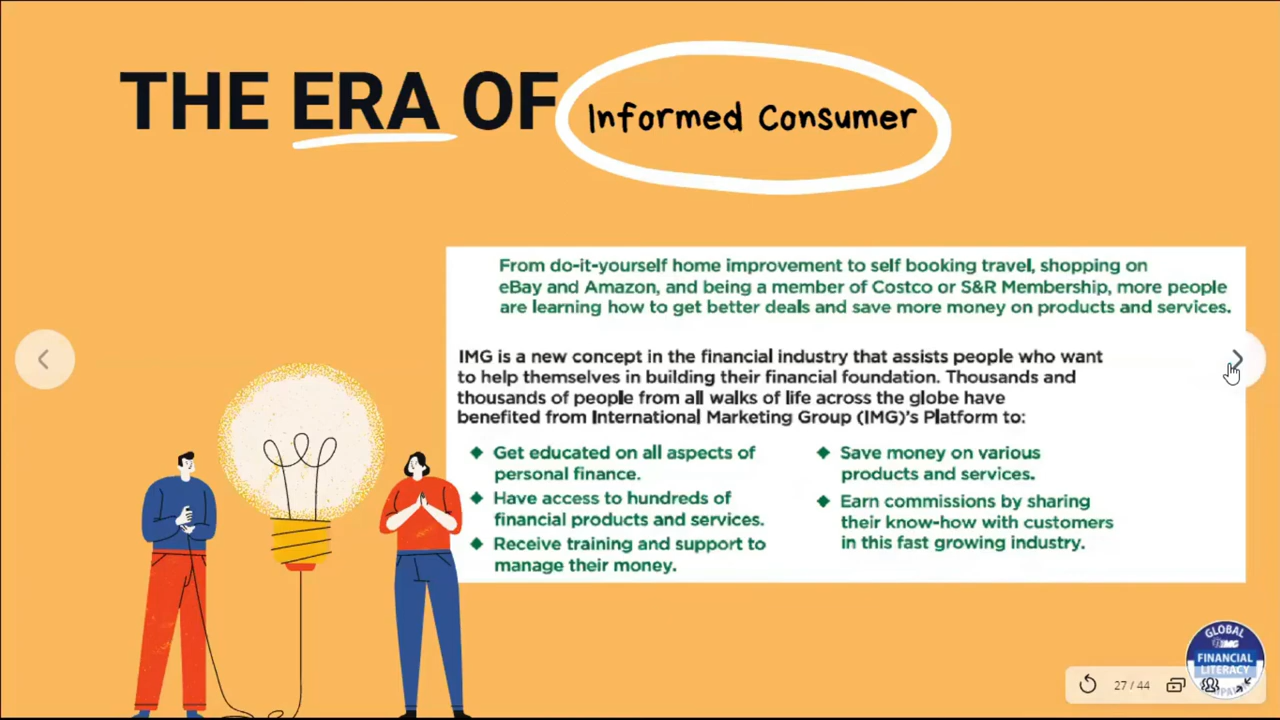 THE ERA OF Informed Consumer
From do-it-yourself home improvement to self booking travel, shopping on
eBay and Amazon, and being a member of Costco or S&R Membership, more people
are learning how to get better deals and save more money on products and services.
IMG is a new concept in the financial industry that assists people who want
to help themselves in building their financial foundation. Thousands and
thousands of people from all walks of life across the globe have
benefited from International Marketing Group (IMG)'s Platform to:
◆ Get educated on all aspects of
personal finance.
◆ Have access to hundreds of
financial products and services.
◆ Receive training and support to
manage their money.
◆ Save money on various
products and services.
◆ Earn commissions by sharing
their know-how with customers
in this fast growing industry.
GLOBAL
IMG
FINANCIAL
LITERACY
27 / 44